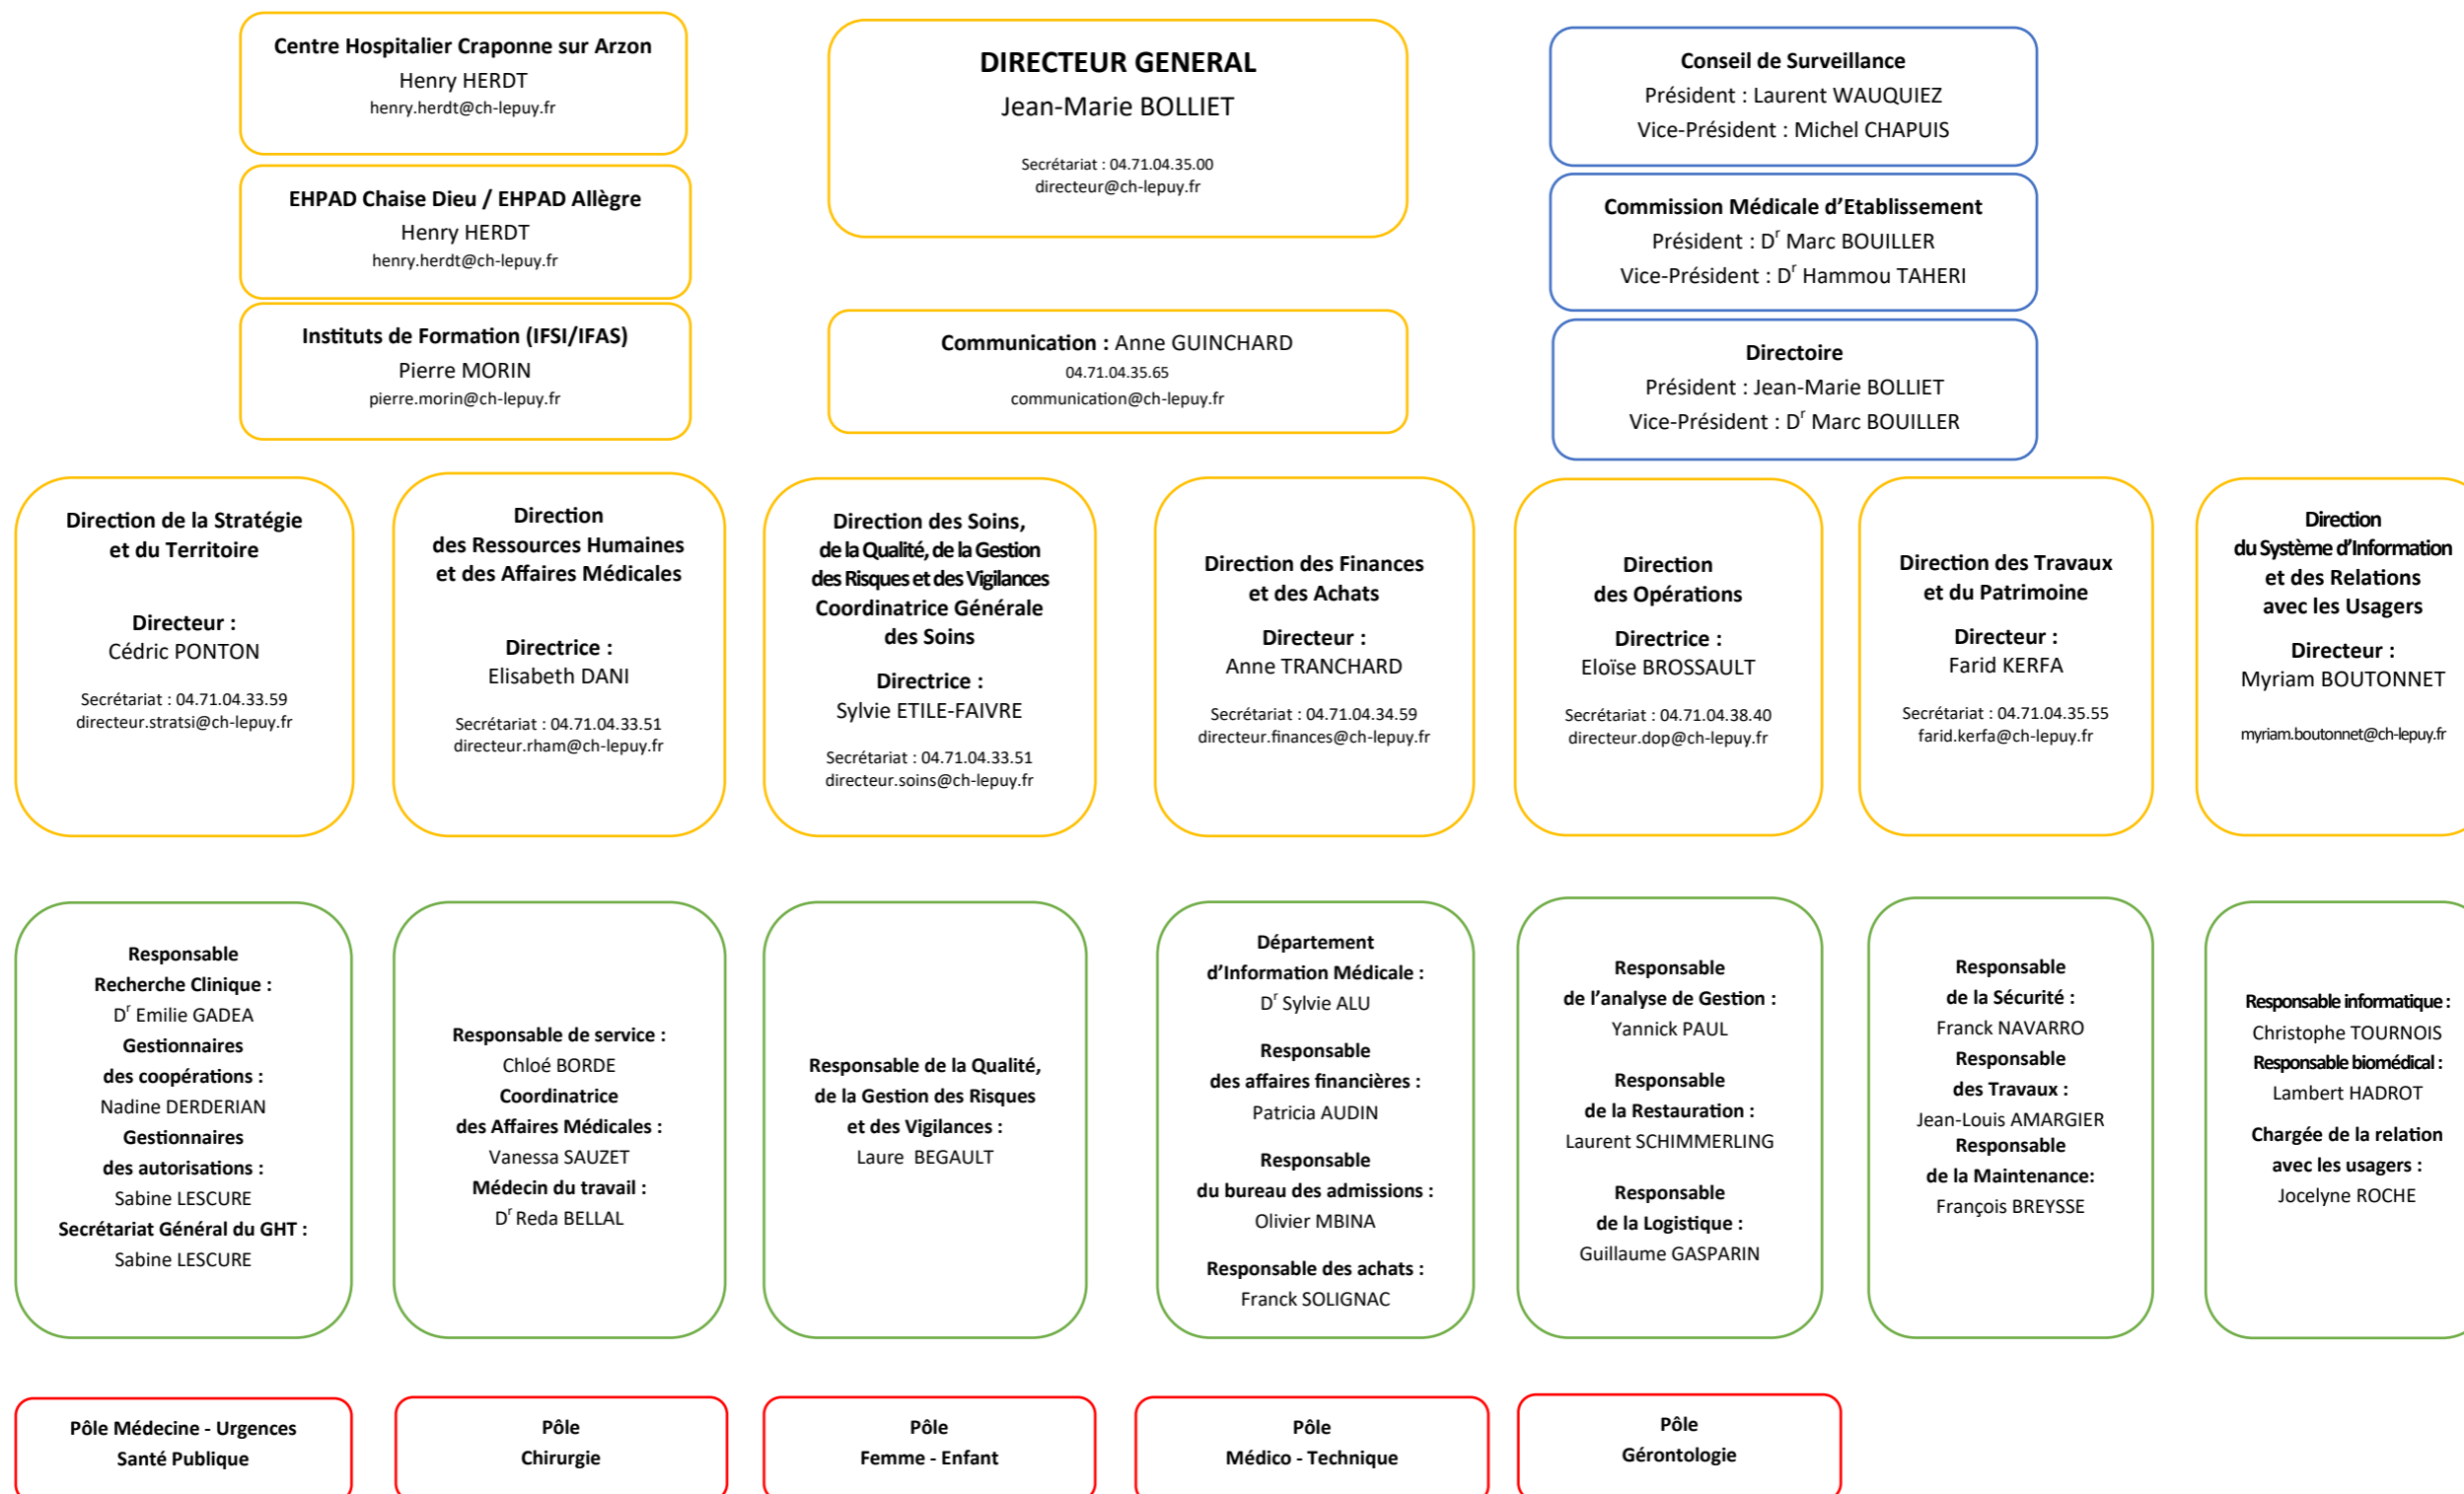 Centre Hospitalier Craponne sur Arzon
Henry HERDT
henry.herdt@ch-lepuy.fr
EHPAD Chaise Dieu / EHPAD Allègre
Henry HERDT
henry.herdt@ch-lepuy.fr
Instituts de Formation (IFSI/IFAS)
Pierre MORIN
pierre.morin@ch-lepuy.fr
DIRECTEUR GENERAL
Jean-Marie BOLLIET
Secrétariat : 04.71.04.35.00
directeur@ch-lepuy.fr
Communication : Anne GUINCHARD
04.71.04.35.65
communication@ch-lepuy.fr
Conseil de Surveillance
Président : Laurent WAUQUIEZ
Vice-Président : Michel CHAPUIS
Commission Médicale d’Etablissement
Président : Dr Marc BOUILLER
Vice-Président : Dr Hammou TAHERI
Directoire
Président : Jean-Marie BOLLIET
Vice-Président : Dr Marc BOUILLER
Direction de la Stratégie
et du Territoire
Directeur :
Cédric PONTON
Secrétariat : 04.71.04.33.59
directeur.stratsi@ch-lepuy.fr
Direction
des Ressources Humaines
et des Affaires Médicales
Directrice :
Elisabeth DANI
Secrétariat : 04.71.04.33.51
directeur.rham@ch-lepuy.fr
Direction des Soins,
de la Qualité, de la Gestion
des Risques et des Vigilances
Coordinatrice Générale
des Soins
Directrice :
Sylvie ETILE-FAIVRE
Secrétariat : 04.71.04.33.51
directeur.soins@ch-lepuy.fr
Direction des Finances
et des Achats
Directeur :
Anne TRANCHARD
Secrétariat : 04.71.04.34.59
directeur.finances@ch-lepuy.fr
Direction
des Opérations
Directrice :
Eloïse BROSSAULT
Secrétariat : 04.71.04.38.40
directeur.dop@ch-lepuy.fr
Direction des Travaux
et du Patrimoine
Directeur :
Farid KERFA
Secrétariat : 04.71.04.35.55
farid.kerfa@ch-lepuy.fr
Direction
du Système d’Information
et des Relations
avec les Usagers
Directeur :
Myriam BOUTONNET
myriam.boutonnet@ch-lepuy.fr
Responsable
Recherche Clinique :
Dr Emilie GADEA
Gestionnaires
des coopérations :
Nadine DERDERIAN
Gestionnaires
des autorisations :
Sabine LESCURE
Secrétariat Général du GHT :
Sabine LESCURE
Responsable de service :
Chloé BORDE
Coordinatrice
des Affaires Médicales :
Vanessa SAUZET
Médecin du travail :
Dr Reda BELLAL
Responsable de la Qualité,
de la Gestion des Risques
et des Vigilances :
Laure BEGAULT
Département
d’Information Médicale :
Dr Sylvie ALU
Responsable
des affaires financières :
Patricia AUDIN
Responsable
du bureau des admissions :
Olivier MBINA
Responsable des achats :
Franck SOLIGNAC
Responsable
de l’analyse de Gestion :
Yannick PAUL
Responsable
de la Restauration :
Laurent SCHIMMERLING
Responsable
de la Logistique :
Guillaume GASPARIN
Responsable
de la Sécurité :
Franck NAVARRO
Responsable
des Travaux :
Jean-Louis AMARGIER
Responsable
de la Maintenance:
François BREYSSE
Responsable informatique :
Christophe TOURNOIS
Responsable biomédical :
Lambert HADROT
Chargée de la relation
avec les usagers :
Jocelyne ROCHE
Pôle Médecine - Urgences
Santé Publique
Pôle
Chirurgie
Pôle
Femme - Enfant
Pôle
Médico - Technique
Pôle
Gérontologie